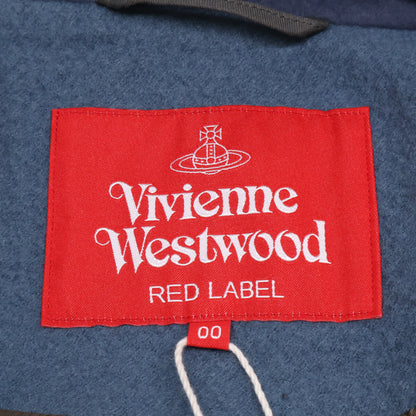 Vivienne
Westwood
RED LABEL
00